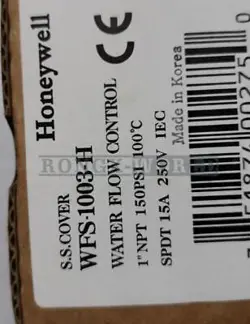 Honeywell
CE
S.S.COVER
WFS-1003-H
WATER FLOW CONTROL
1"NPT 150PSI 100℃
SPDT 15A 250V IEC
Made in Korea